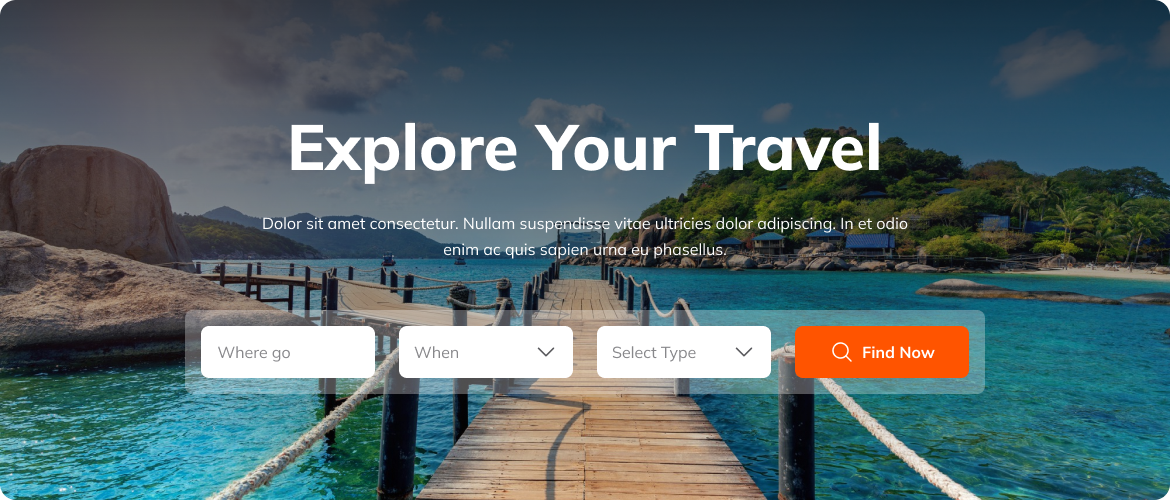 Explore Your Travel
Dolor sit amet consectetur. Nullam suspendisse vitae ultricies dolor adipiscing. In et odio
enim ac quis sapien urna eu phasellus.
Where go
When
Select Type
Find Now